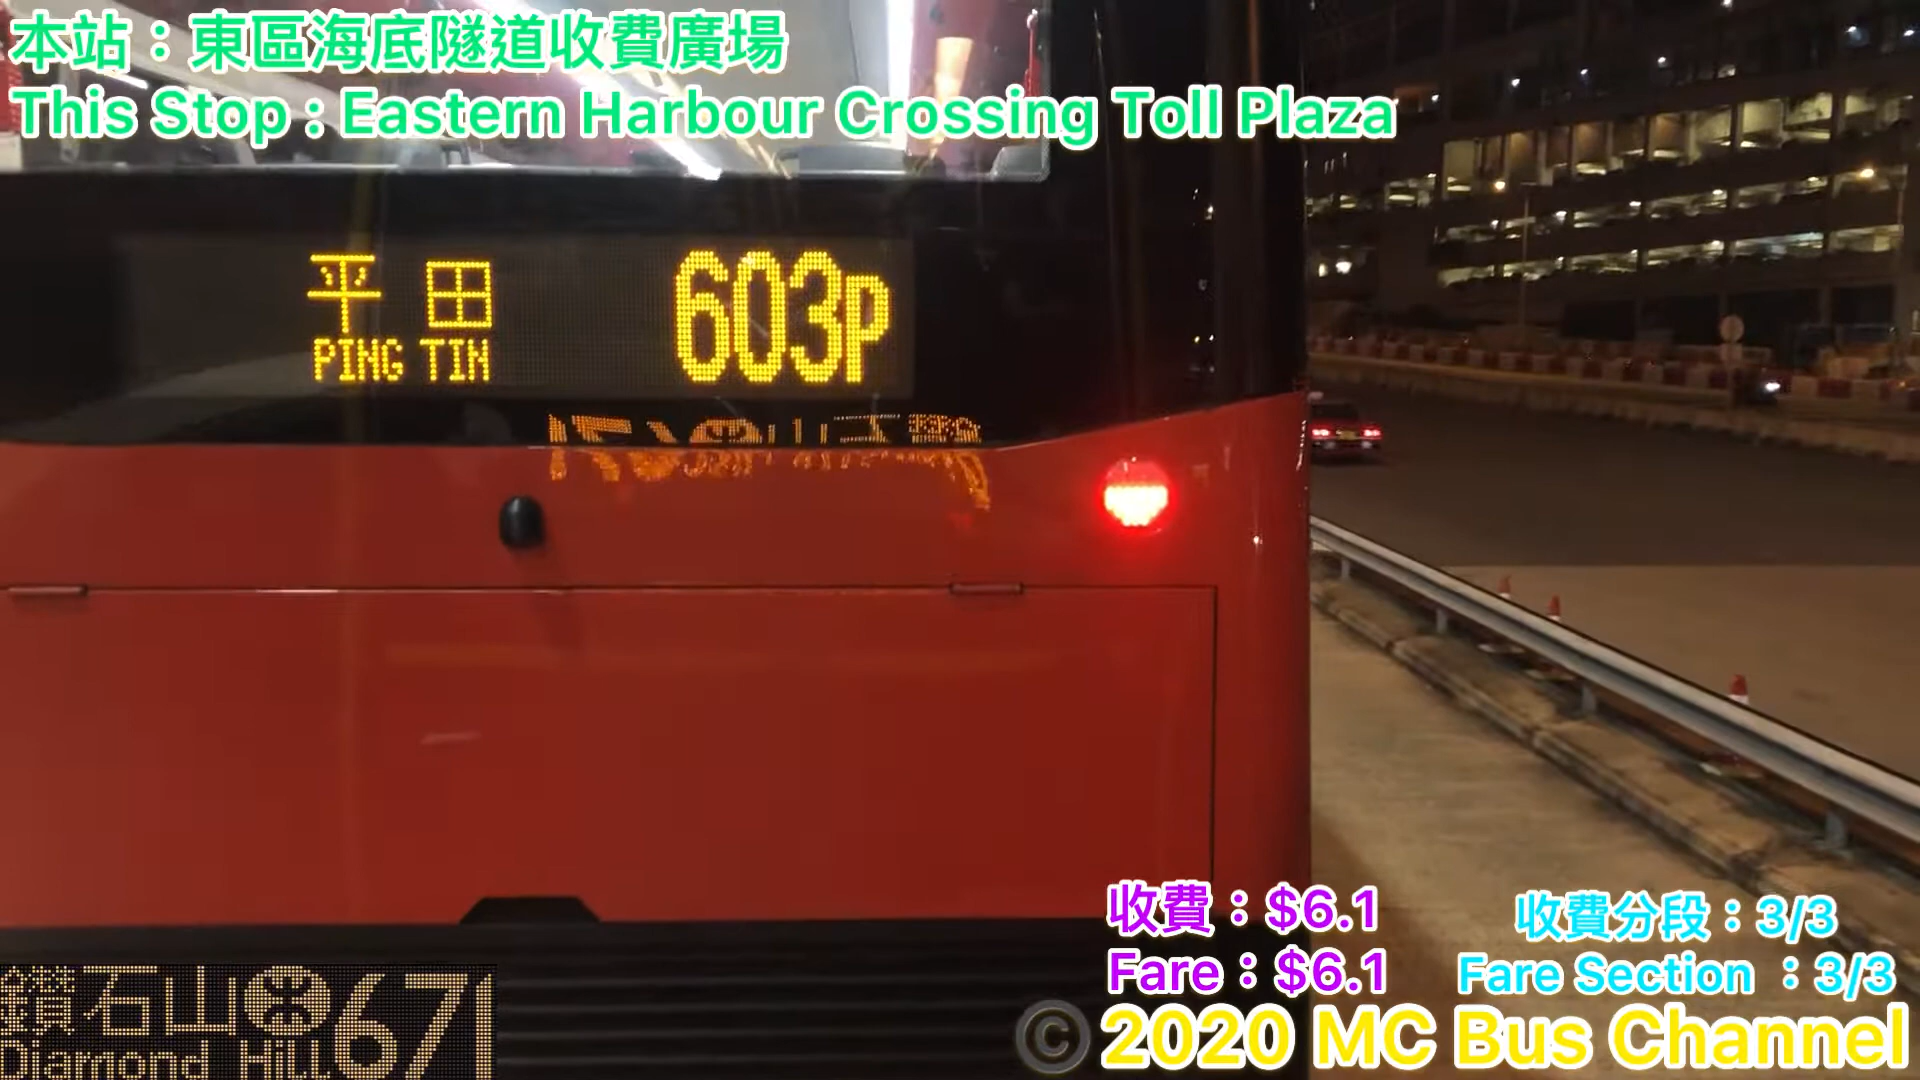 本站：東區海底隧道收費廣場
This Stop : Eastern Harbour Crossing Toll Plaza
平田
PING TIN
603P
收費：$6.1
Fare：$6.1
收費分段：3/3
Fare Section ：3/3
鑽石山 671
Diamond Hill
© 2020 MC Bus Channel